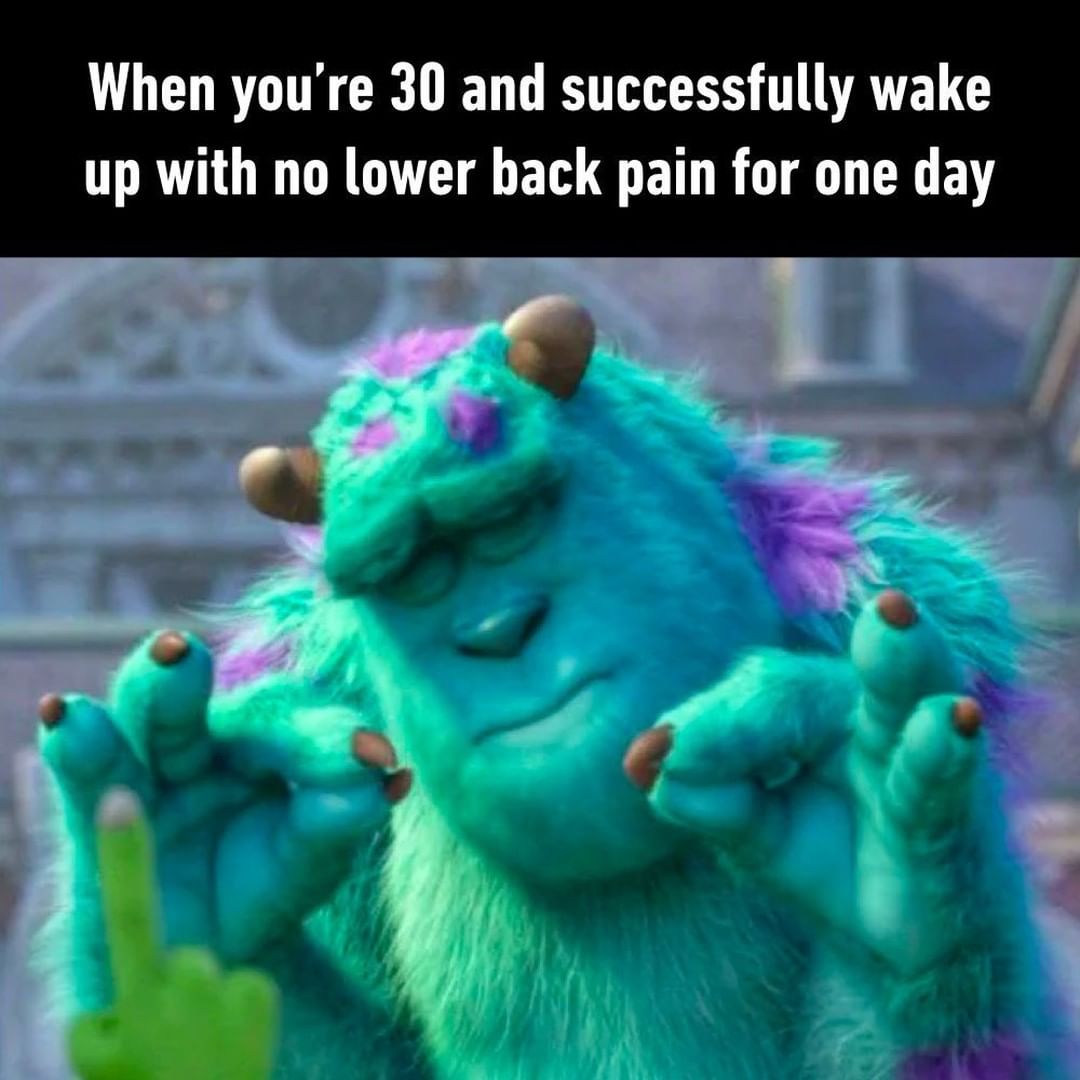 When you’re 30 and successfully wake
up with no lower back pain for one day